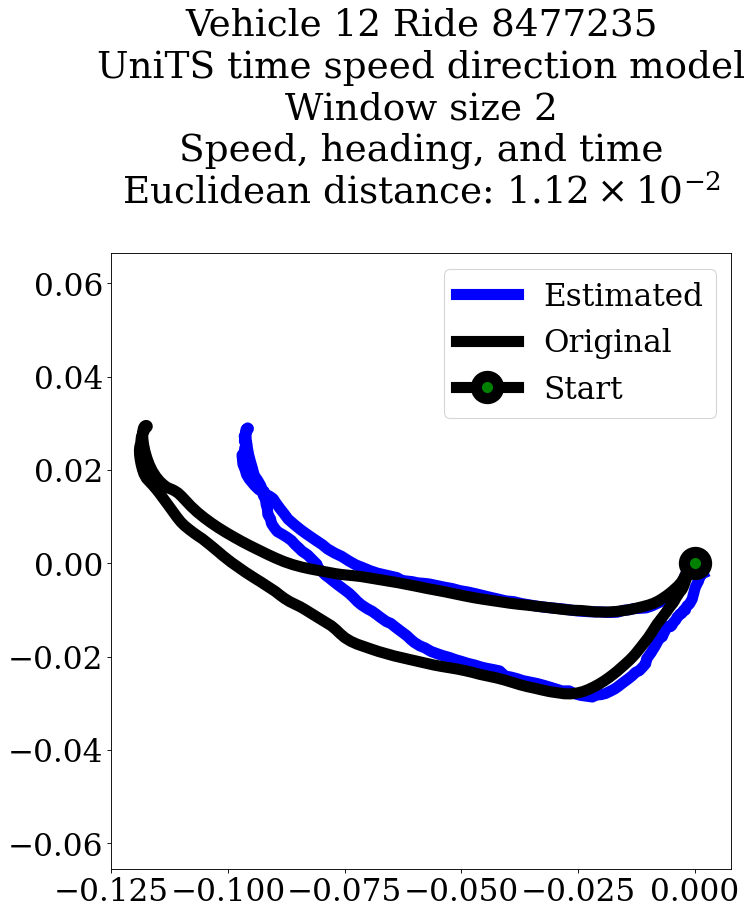 Vehicle 12 Ride 8477235
UniTS time speed direction model
Window size 2
Speed, heading, and time
Euclidean distance: 1.12 × 10⁻²
Estimated
Original
Start
0.06
0.04
0.02
0.00
−0.02
−0.04
−0.06
−0.125 −0.100 −0.075 −0.050 −0.025 0.000